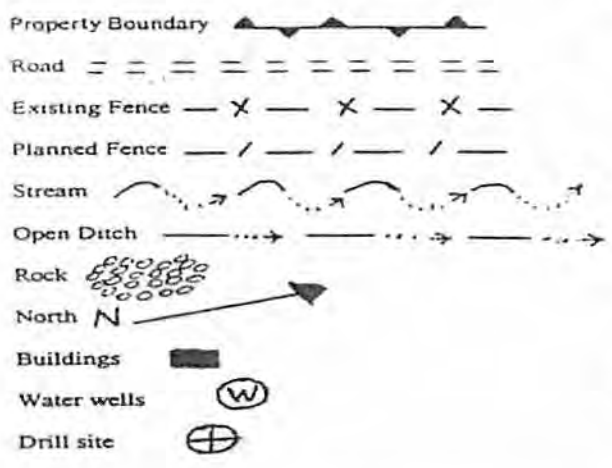 Property Boundary
Road
Existing Fence
Planned Fence
Stream
Open Ditch
Rock
North N
Buildings
Water wells W
Drill site